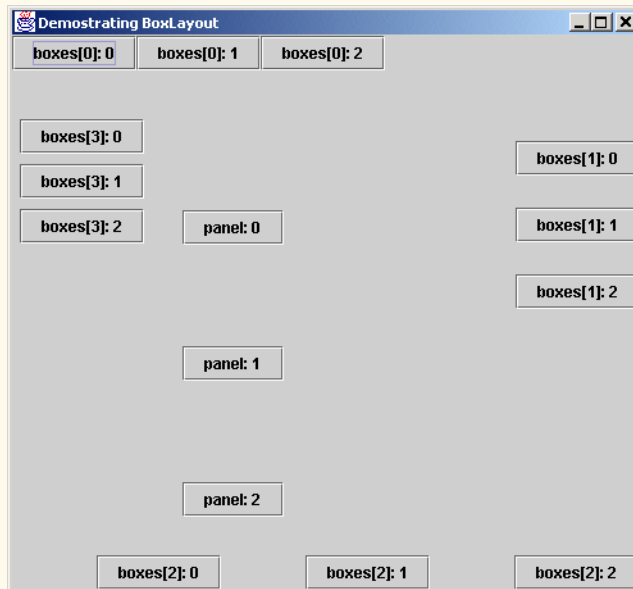 Demostrating BoxLayout
boxes[0]: 0 boxes[0]: 1 boxes[0]: 2
boxes[3]: 0
boxes[1]: 0
boxes[3]: 1
boxes[3]: 2 panel: 0 boxes[1]: 1
boxes[1]: 2
panel: 1
panel: 2
boxes[2]: 0 boxes[2]: 1 boxes[2]: 2